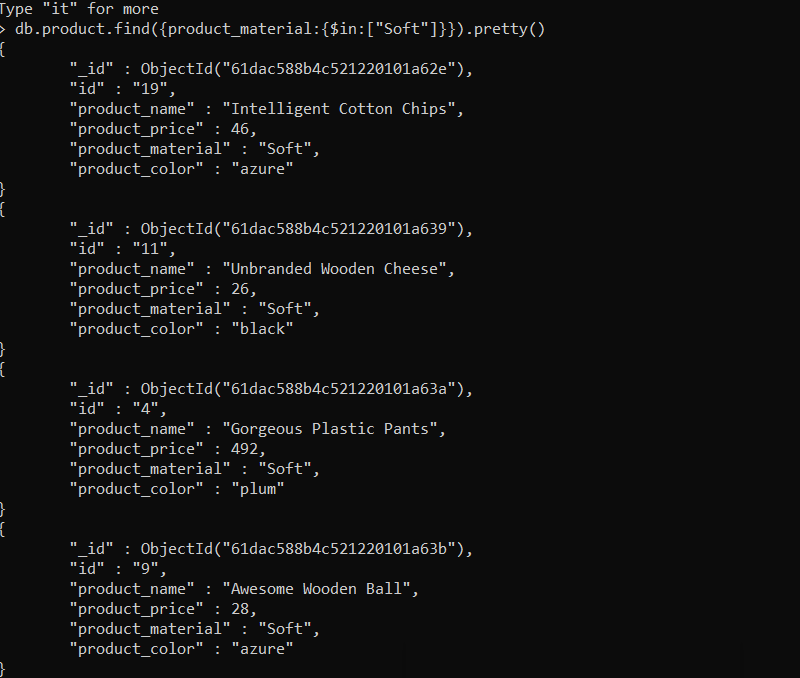 Type "it" for more
> db.product.find({product_material:{$in:["Soft"]}}).pretty()
{
"_id" : ObjectId("61dac588b4c521220101a62e"),
"id" : "19",
"product_name" : "Intelligent Cotton Chips",
"product_price" : 46,
"product_material" : "Soft",
"product_color" : "azure"
}
{
"_id" : ObjectId("61dac588b4c521220101a639"),
"id" : "11",
"product_name" : "Unbranded Wooden Cheese",
"product_price" : 26,
"product_material" : "Soft",
"product_color" : "black"
}
{
"_id" : ObjectId("61dac588b4c521220101a63a"),
"id" : "4",
"product_name" : "Gorgeous Plastic Pants",
"product_price" : 492,
"product_material" : "Soft",
"product_color" : "plum"
}
{
"_id" : ObjectId("61dac588b4c521220101a63b"),
"id" : "9",
"product_name" : "Awesome Wooden Ball",
"product_price" : 28,
"product_material" : "Soft",
"product_color" : "azure"
}